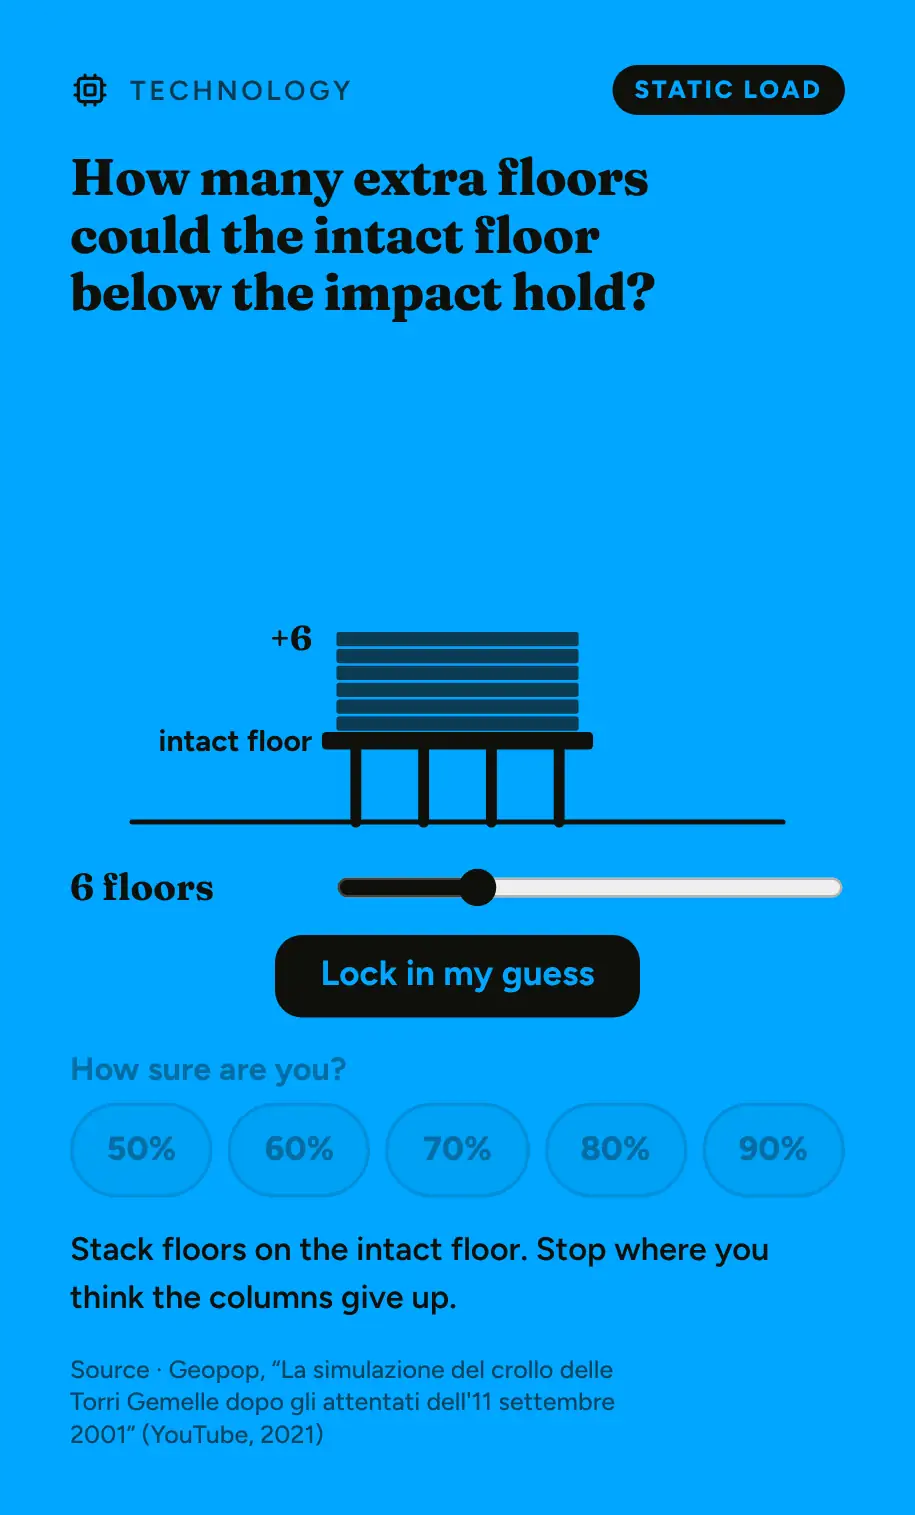 TECHNOLOGY
STATIC LOAD
How many extra floors
could the intact floor
below the impact hold?
+6
intact floor
6 floors
Lock in my guess
How sure are you?
50%
60%
70%
80%
90%
Stack floors on the intact floor. Stop where you
think the columns give up.
Source · Geopop, “La simulazione del crollo delle
Torri Gemelle dopo gli attentati dell'11 settembre
2001” (YouTube, 2021)